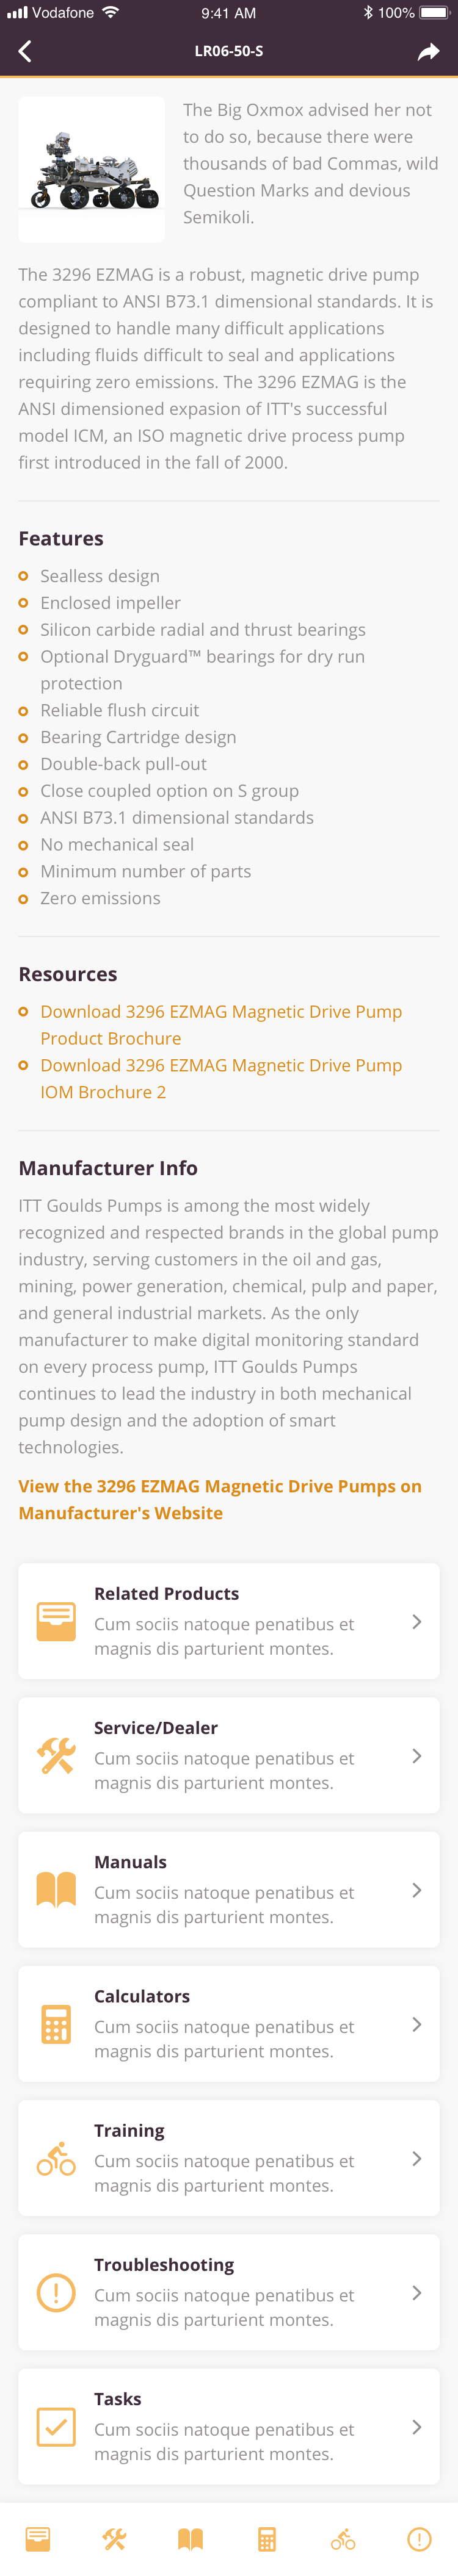 Vodafone 9:41 AM 100%
LR06-50-S
The Big Oxmox advised her not
to do so, because there were
thousands of bad Commas, wild
Question Marks and devious
Semikoli.
The 3296 EZMAG is a robust, magnetic drive pump
compliant to ANSI B73.1 dimensional standards. It is
designed to handle many difficult applications
including fluids difficult to seal and applications
requiring zero emissions. The 3296 EZMAG is the
ANSI dimensioned expasion of ITT's successful
model ICM, an ISO magnetic drive process pump
first introduced in the fall of 2000.
Features
Sealless design
Enclosed impeller
Silicon carbide radial and thrust bearings
Optional Dryguard™ bearings for dry run
protection
Reliable flush circuit
Bearing Cartridge design
Double-back pull-out
Close coupled option on S group
ANSI B73.1 dimensional standards
No mechanical seal
Minimum number of parts
Zero emissions
Resources
Download 3296 EZMAG Magnetic Drive Pump
Product Brochure
Download 3296 EZMAG Magnetic Drive Pump
IOM Brochure 2
Manufacturer Info
ITT Goulds Pumps is among the most widely
recognized and respected brands in the global pump
industry, serving customers in the oil and gas,
mining, power generation, chemical, pulp and paper,
and general industrial markets. As the only
manufacturer to make digital monitoring standard
on every process pump, ITT Goulds Pumps
continues to lead the industry in both mechanical
pump design and the adoption of smart
technologies.
View the 3296 EZMAG Magnetic Drive Pumps on
Manufacturer's Website
Related Products
Cum sociis natoque penatibus et
magnis dis parturient montes.
Service/Dealer
Cum sociis natoque penatibus et
magnis dis parturient montes.
Manuals
Cum sociis natoque penatibus et
magnis dis parturient montes.
Calculators
Cum sociis natoque penatibus et
magnis dis parturient montes.
Training
Cum sociis natoque penatibus et
magnis dis parturient montes.
Troubleshooting
Cum sociis natoque penatibus et
magnis dis parturient montes.
Tasks
Cum sociis natoque penatibus et
magnis dis parturient montes.